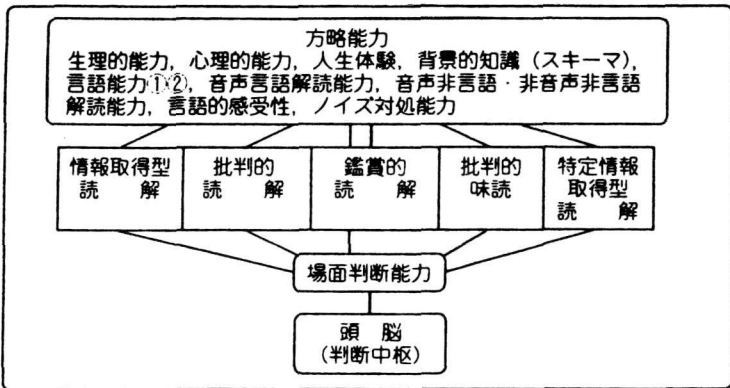 方略能力
生理的能力，心理的能力，人生体験，背景的知識（スキーマ），
言語能力①②，音声言語解読能力，音声非言語・非音声非言語
解読能力，言語的感受性，ノイズ対処能力
情報取得型
読　解
批判的
読　解
鑑賞的
読　解
批判的
味読
特定情報
取得型
読　解
場面判断能力
頭　脳
（判断中枢）